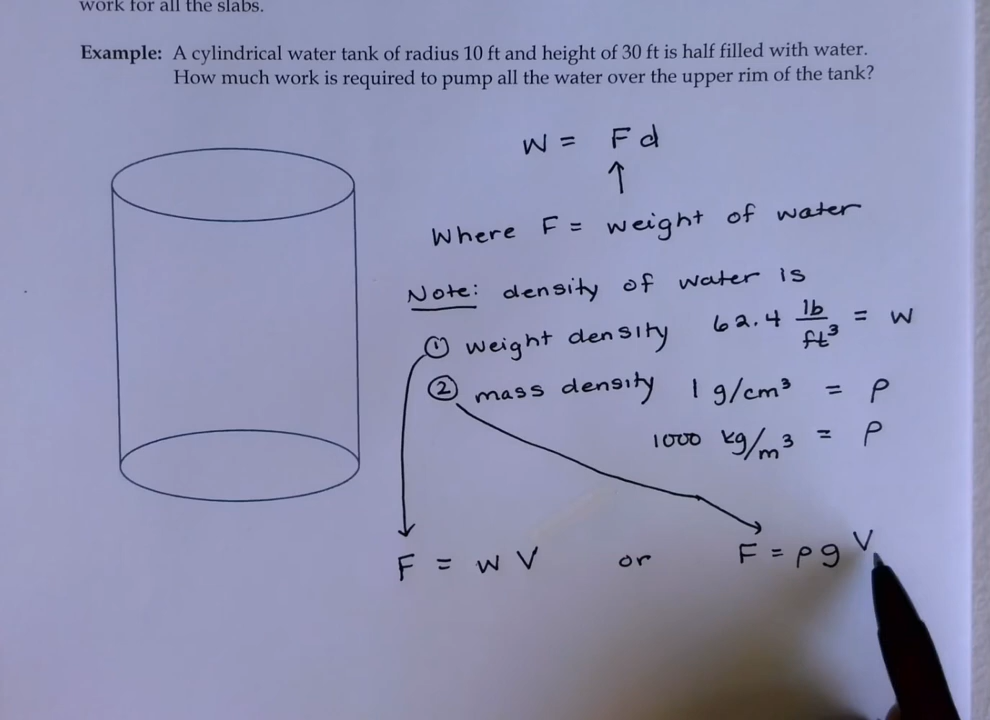 work for all the slabs.
Example: A cylindrical water tank of radius 10 ft and height of 30 ft is half filled with water.
How much work is required to pump all the water over the upper rim of the tank?
W = F d
↑
Where F = weight of water
Note: density of water is
① weight density 62.4 lb/ft³ = w
② mass density 1 g/cm³ = ρ
1000 kg/m³ = ρ
F = w V or F = ρ g V